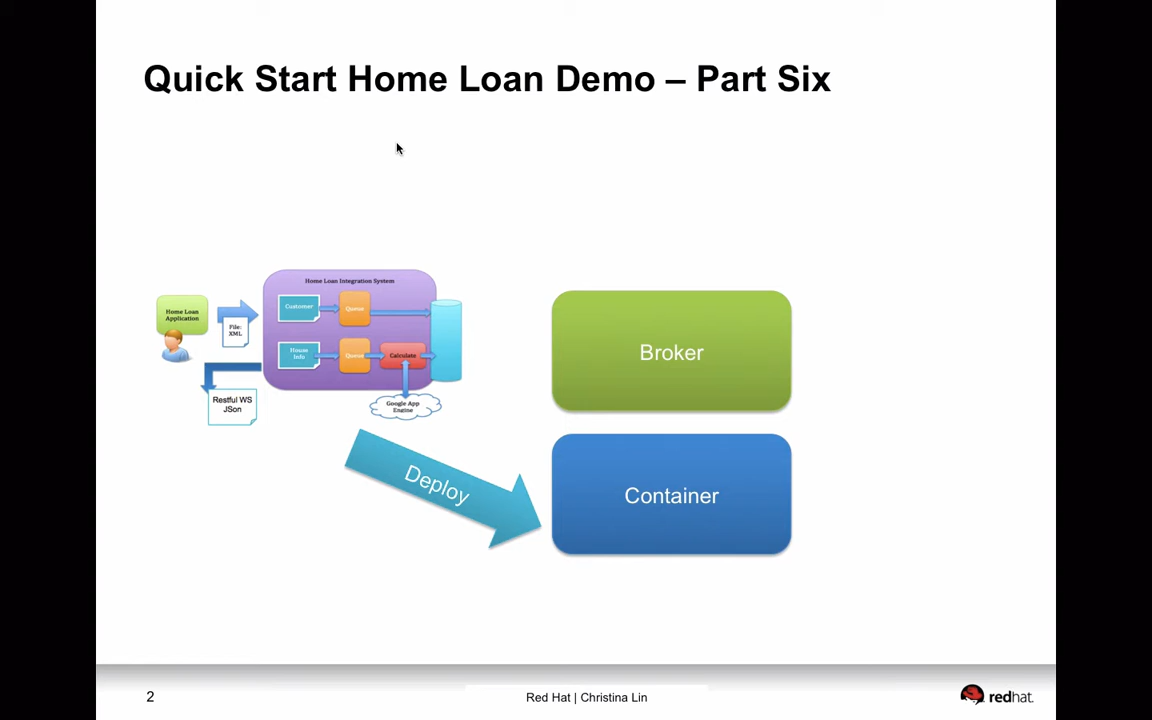 Quick Start Home Loan Demo – Part Six
Home Loan Integration System
Home Loan
Application
File:
XML
Customer
Queue
House
Info
Queue
Calculate
Restful WS
JSon
Google App
Engine
Broker
Deploy
Container
2
Red Hat | Christina Lin
redhat.